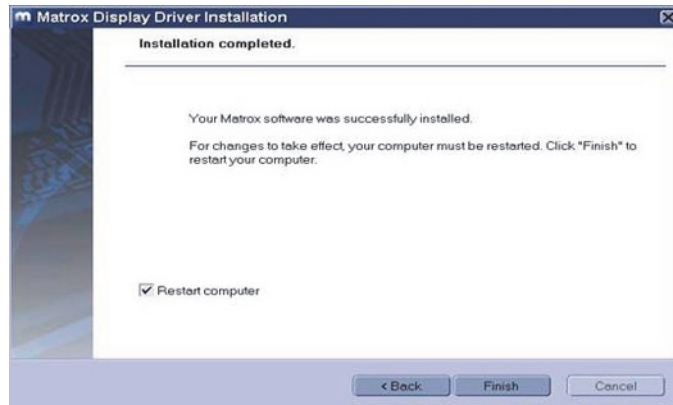 Matrox Display Driver Installation
Installation completed.
Your Matrox software was successfully installed.
For changes to take effect, your computer must be restarted. Click "Finish" to
restart your computer.
Restart computer
< Back
Finish
Cancel